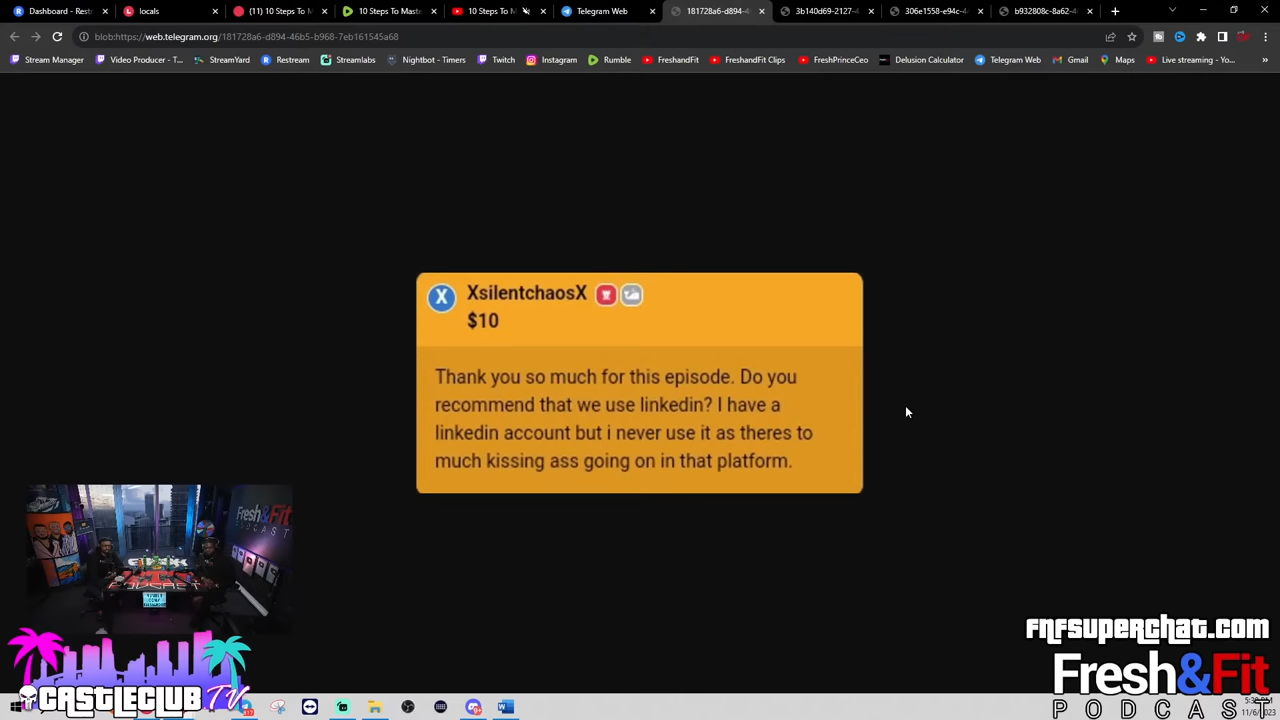 Dashboard - Rest
locals
(11) 10 Steps To M
10 Steps To Maste
10 Steps To M
Telegram Web
181728a6-d894-4
3b140d69-2127-4
306e1558-e94c-4
b932808c-8a62-4
blob:https://web.telegram.org/181728a6-d894-46b5-b968-7eb161545a68
Stream Manager
Video Producer - T...
StreamYard
Restream
Streamlabs
Nightbot - Timers
Twitch
Instagram
Rumble
FreshandFit
FreshandFit Clips
FreshPrinceCeo
Delusion Calculator
Telegram Web
Gmail
Maps
Live streaming - Yo...
X
XsilentchaosX
$10
Thank you so much for this episode. Do you
recommend that we use linkedin? I have a
linkedin account but i never use it as theres to
much kissing ass going on in that platform.
Fresh&Fit
PODCAST
CASTLECLUB TV
FNFSUPERCHAT.COM
Fresh&Fit
PODCAST
11/6/2023